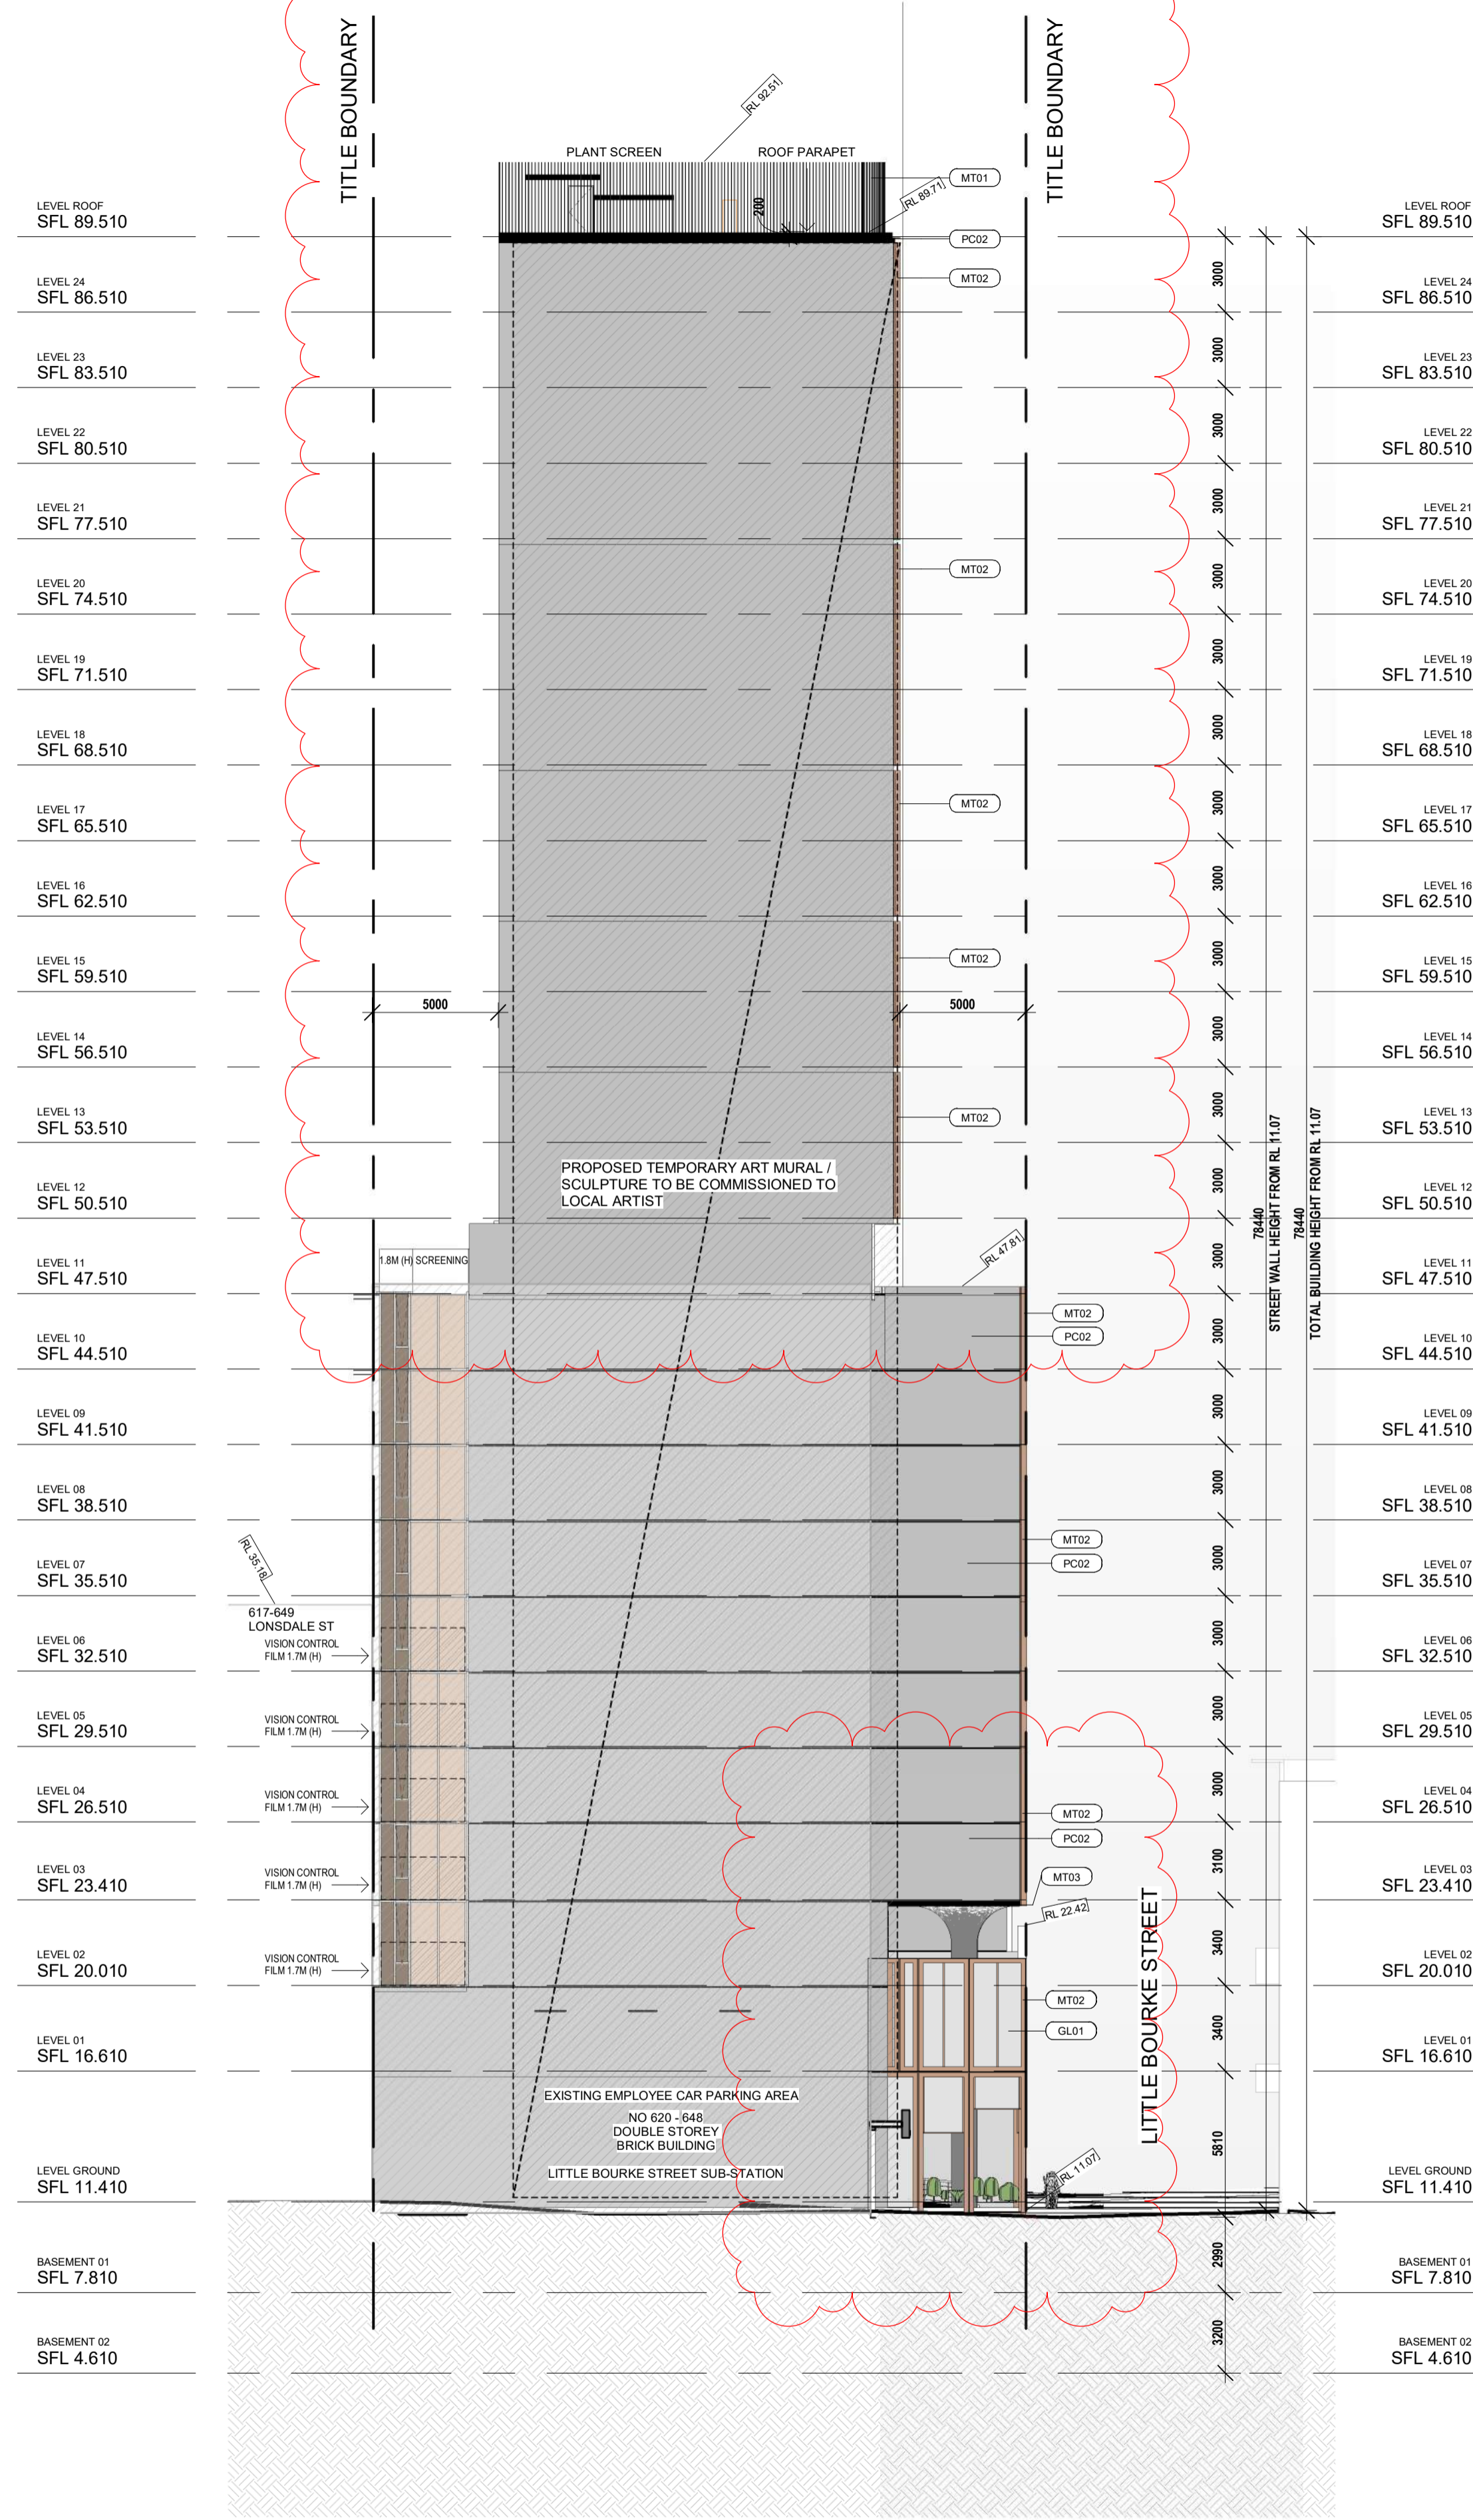 TITLE BOUNDARY
TITLE BOUNDARY
[RL 92.51]
PLANT SCREEN
ROOF PARAPET
MT01
[RL 89.71]
200
LEVEL ROOF
SFL 89.510
PC02
LEVEL ROOF
SFL 89.510
MT02
3000
LEVEL 24
SFL 86.510
LEVEL 24
SFL 86.510
3000
LEVEL 23
SFL 83.510
LEVEL 23
SFL 83.510
3000
LEVEL 22
SFL 80.510
LEVEL 22
SFL 80.510
3000
LEVEL 21
SFL 77.510
LEVEL 21
SFL 77.510
MT02
3000
LEVEL 20
SFL 74.510
LEVEL 20
SFL 74.510
3000
LEVEL 19
SFL 71.510
LEVEL 19
SFL 71.510
3000
LEVEL 18
SFL 68.510
LEVEL 18
SFL 68.510
MT02
3000
LEVEL 17
SFL 65.510
LEVEL 17
SFL 65.510
3000
LEVEL 16
SFL 62.510
LEVEL 16
SFL 62.510
MT02
3000
LEVEL 15
SFL 59.510
LEVEL 15
SFL 59.510
5000
5000
3000
LEVEL 14
SFL 56.510
LEVEL 14
SFL 56.510
MT02
3000
LEVEL 13
SFL 53.510
LEVEL 13
SFL 53.510
PROPOSED TEMPORARY ART MURAL /
SCULPTURE TO BE COMMISSIONED TO
LOCAL ARTIST
3000
78440
STREET WALL HEIGHT FROM RL 11.07
78440
TOTAL BUILDING HEIGHT FROM RL 11.07
LEVEL 12
SFL 50.510
LEVEL 12
SFL 50.510
1.8M (H) SCREENING
[RL 47.81]
3000
LEVEL 11
SFL 47.510
LEVEL 11
SFL 47.510
MT02
PC02
3000
LEVEL 10
SFL 44.510
LEVEL 10
SFL 44.510
3000
LEVEL 09
SFL 41.510
LEVEL 09
SFL 41.510
3000
LEVEL 08
SFL 38.510
LEVEL 08
SFL 38.510
[RL 35.18]
MT02
PC02
3000
LEVEL 07
SFL 35.510
LEVEL 07
SFL 35.510
617-649
LONSDALE ST
VISION CONTROL
FILM 1.7M (H)
3000
LEVEL 06
SFL 32.510
LEVEL 06
SFL 32.510
VISION CONTROL
FILM 1.7M (H)
3000
LEVEL 05
SFL 29.510
LEVEL 05
SFL 29.510
VISION CONTROL
FILM 1.7M (H)
MT02
PC02
3000
LEVEL 04
SFL 26.510
LEVEL 04
SFL 26.510
VISION CONTROL
FILM 1.7M (H)
MT03
RL 22.42]
3100
LEVEL 03
SFL 23.410
LEVEL 03
SFL 23.410
VISION CONTROL
FILM 1.7M (H)
LITTLE BOURKE STREET
3400
LEVEL 02
SFL 20.010
LEVEL 02
SFL 20.010
MT02
GL01
3400
LEVEL 01
SFL 16.610
LEVEL 01
SFL 16.610
EXISTING EMPLOYEE CAR PARKING AREA
NO 620 - 648
DOUBLE STOREY
BRICK BUILDING
LITTLE BOURKE STREET SUB-STATION
[RL 11.07]
5810
LEVEL GROUND
SFL 11.410
LEVEL GROUND
SFL 11.410
2990
BASEMENT 01
SFL 7.810
BASEMENT 01
SFL 7.810
3200
BASEMENT 02
SFL 4.610
BASEMENT 02
SFL 4.610